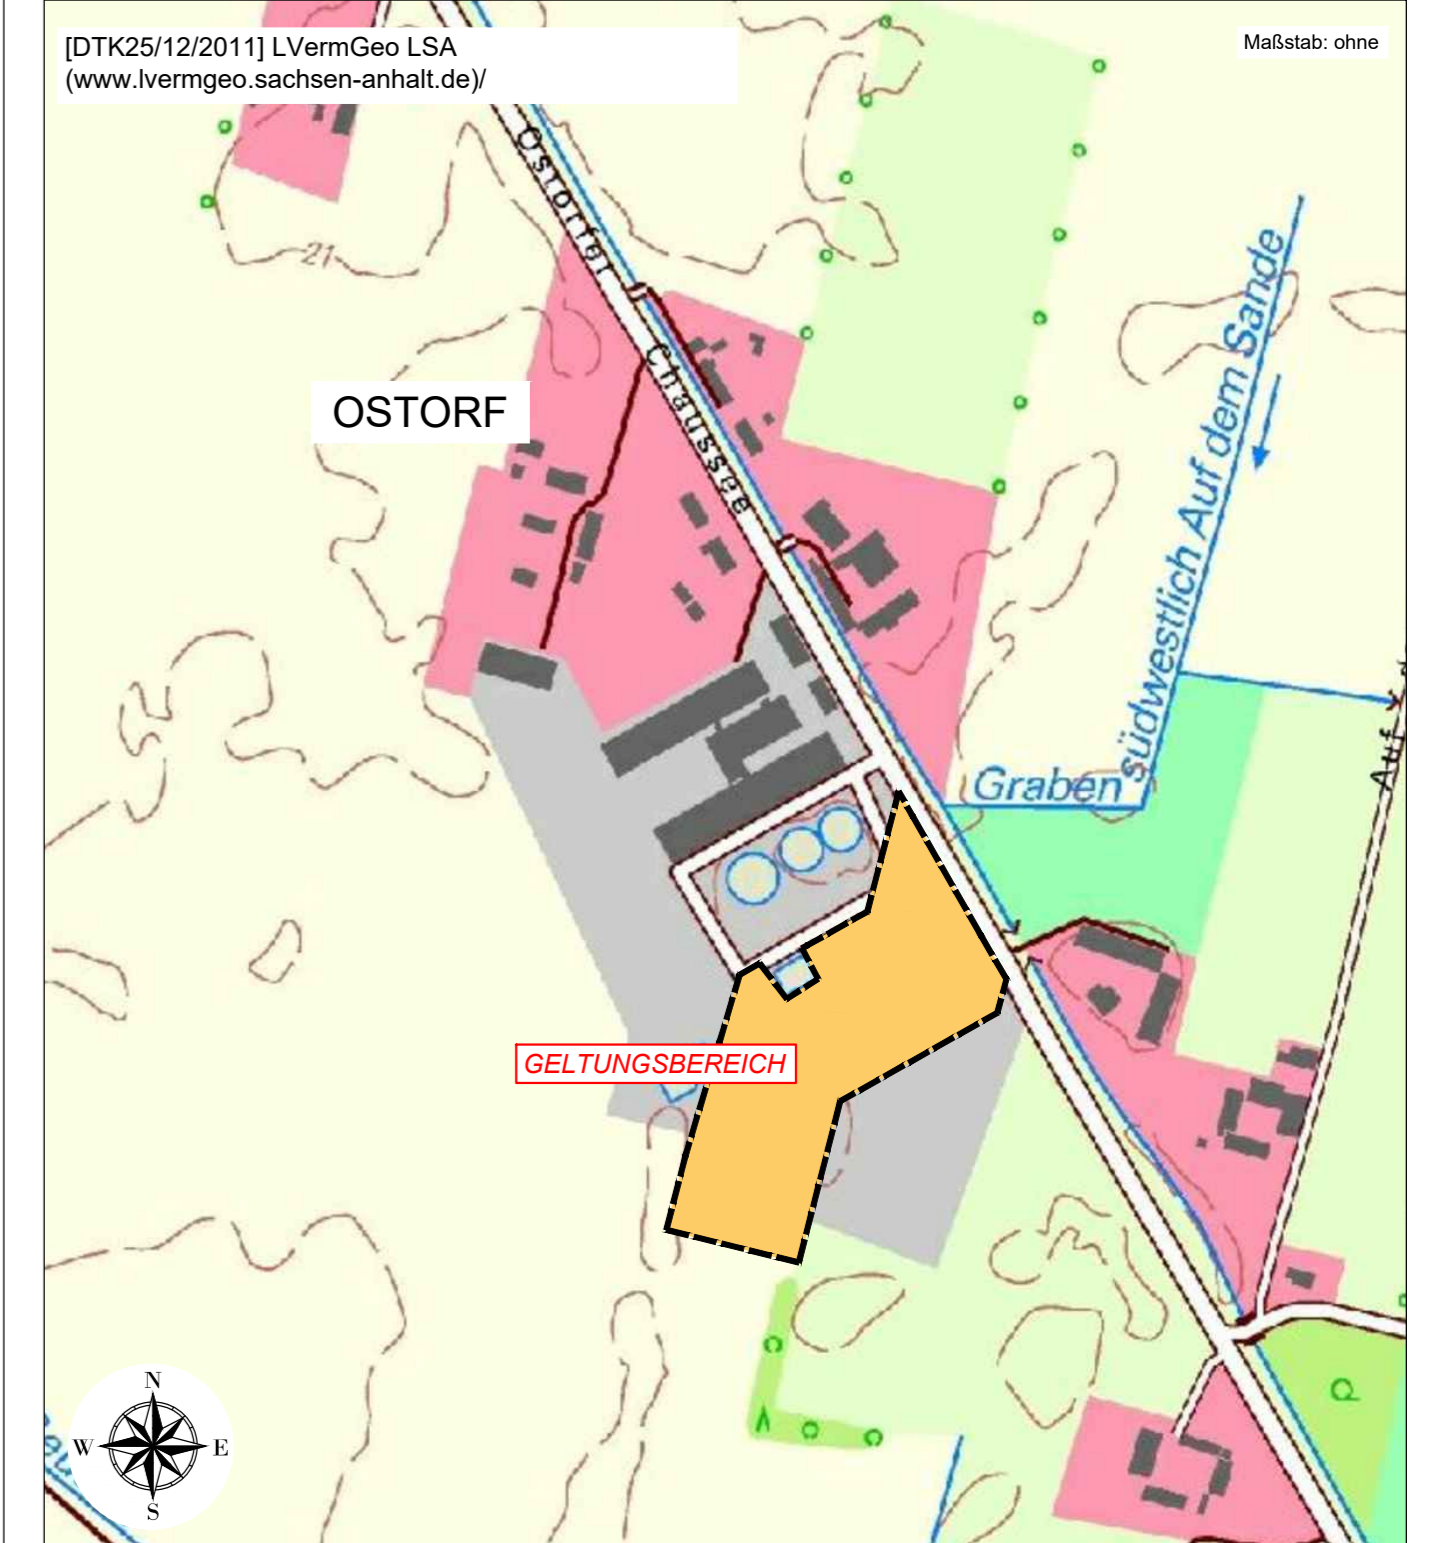 [DTK25/12/2011] LVermGeo LSA
(www.lvermgeo.sachsen-anhalt.de)/
Maßstab: ohne
Ostorfer Chaussee
21
OSTORF
Graben südwestlich Auf dem Sande
Auf
GELTUNGSBEREICH
N
W E
S